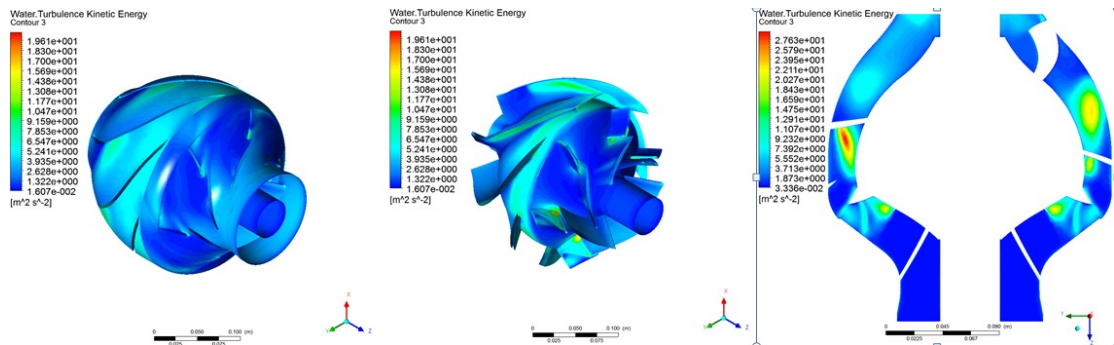 Water.Turbulence Kinetic Energy
Contour 3
1.961e+001
1.830e+001
1.700e+001
1.569e+001
1.438e+001
1.308e+001
1.177e+001
1.047e+001
9.159e+000
7.853e+000
6.547e+000
5.241e+000
3.935e+000
2.628e+000
1.322e+000
1.607e-002
[m^2 s^-2]
0 0.050 0.100 (m)
0.025 0.075
X
Y
Z
Water.Turbulence Kinetic Energy
Contour 3
1.961e+001
1.830e+001
1.700e+001
1.569e+001
1.438e+001
1.308e+001
1.177e+001
1.047e+001
9.159e+000
7.853e+000
6.547e+000
5.241e+000
3.935e+000
2.628e+000
1.322e+000
1.607e-002
[m^2 s^-2]
0 0.050 0.100 (m)
0.025 0.075
X
Y
Z
Water.Turbulence Kinetic Energy
Contour 3
2.763e+001
2.579e+001
2.395e+001
2.211e+001
2.027e+001
1.843e+001
1.659e+001
1.475e+001
1.291e+001
1.107e+001
9.232e+000
7.392e+000
5.552e+000
3.713e+000
1.873e+000
3.336e-002
[m^2 s^-2]
0 0.045 0.090 (m)
0.0225 0.067
Y
X
Z